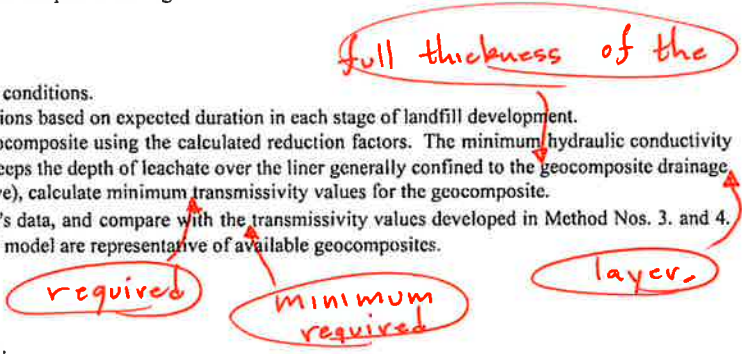 full thickness of the
conditions.
ions based on expected duration in each stage of landfill development.
ocomposite using the calculated reduction factors. The minimum hydraulic conductivity
eeps the depth of leachate over the liner generally confined to the geocomposite drainage
ve), calculate minimum transmissivity values for the geocomposite.
's data, and compare with the transmissivity values developed in Method Nos. 3. and 4.
model are representative of available geocomposites.
required
minimum
required
layer.